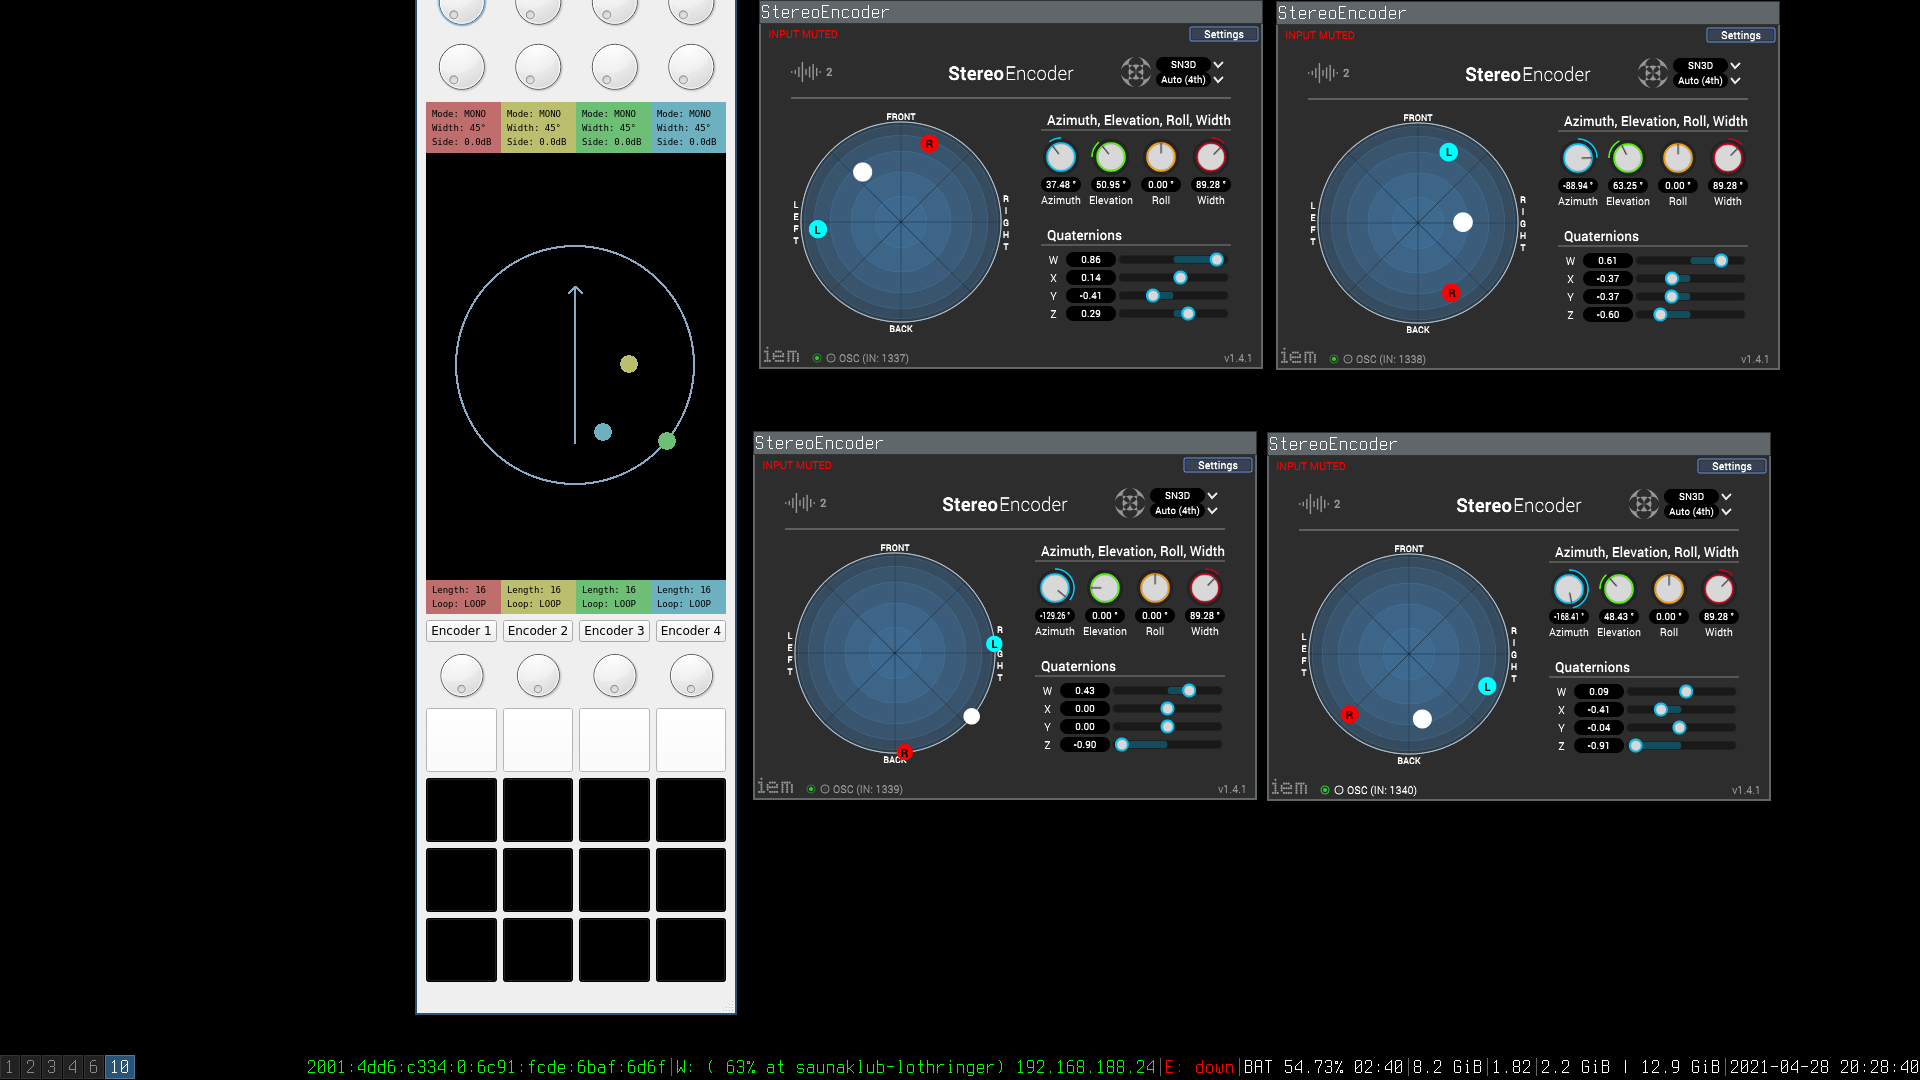 Mode: MONO Mode: MONO Mode: MONO Mode: MONO
Width: 45° Width: 45° Width: 45° Width: 45°
Side: 0.0dB Side: 0.0dB Side: 0.0dB Side: 0.0dB
Length: 16 Length: 16 Length: 16 Length: 16
Loop: LOOP Loop: LOOP Loop: LOOP Loop: LOOP
Encoder 1 Encoder 2 Encoder 3 Encoder 4
StereoEncoder
INPUT MUTED Settings
2 StereoEncoder SN3D
Auto (4th)
FRONT
LEFT
RIGHT
BACK
R
L
Azimuth, Elevation, Roll, Width
37.48 ° 50.95 ° 0.00 ° 89.28 °
Azimuth Elevation Roll Width
Quaternions
W 0.86
X 0.14
Y -0.41
Z 0.29
iem OSC (IN: 1337) v1.4.1
StereoEncoder
INPUT MUTED Settings
2 StereoEncoder SN3D
Auto (4th)
FRONT
LEFT
RIGHT
BACK
L
R
Azimuth, Elevation, Roll, Width
-88.94 ° 63.25 ° 0.00 ° 89.28 °
Azimuth Elevation Roll Width
Quaternions
W 0.61
X -0.37
Y -0.37
Z -0.60
iem OSC (IN: 1338) v1.4.1
StereoEncoder
INPUT MUTED Settings
2 StereoEncoder SN3D
Auto (4th)
FRONT
LEFT
R GHT
BACK
L
R
Azimuth, Elevation, Roll, Width
-129.26 ° 0.00 ° 0.00 ° 89.28 °
Azimuth Elevation Roll Width
Quaternions
W 0.43
X 0.00
Y 0.00
Z -0.90
iem OSC (IN: 1339) v1.4.1
StereoEncoder
INPUT MUTED Settings
2 StereoEncoder SN3D
Auto (4th)
FRONT
LEFT
RIGHT
BACK
L
R
Azimuth, Elevation, Roll, Width
-168.41 ° 48.43 ° 0.00 ° 89.28 °
Azimuth Elevation Roll Width
Quaternions
W 0.09
X -0.41
Y -0.04
Z -0.91
iem OSC (IN: 1340) v1.4.1
1 2 3 4 6 10 2001:4dd6:c334:0:6c91:fcde:6baf:6d6f|W: ( 63% at saunaklub-lothringer) 192.168.188.24|E: down|BAT 54.73% 02:40|8.2 GiB|1.82|2.2 GiB | 12.9 GiB|2021-04-28 20:28:40